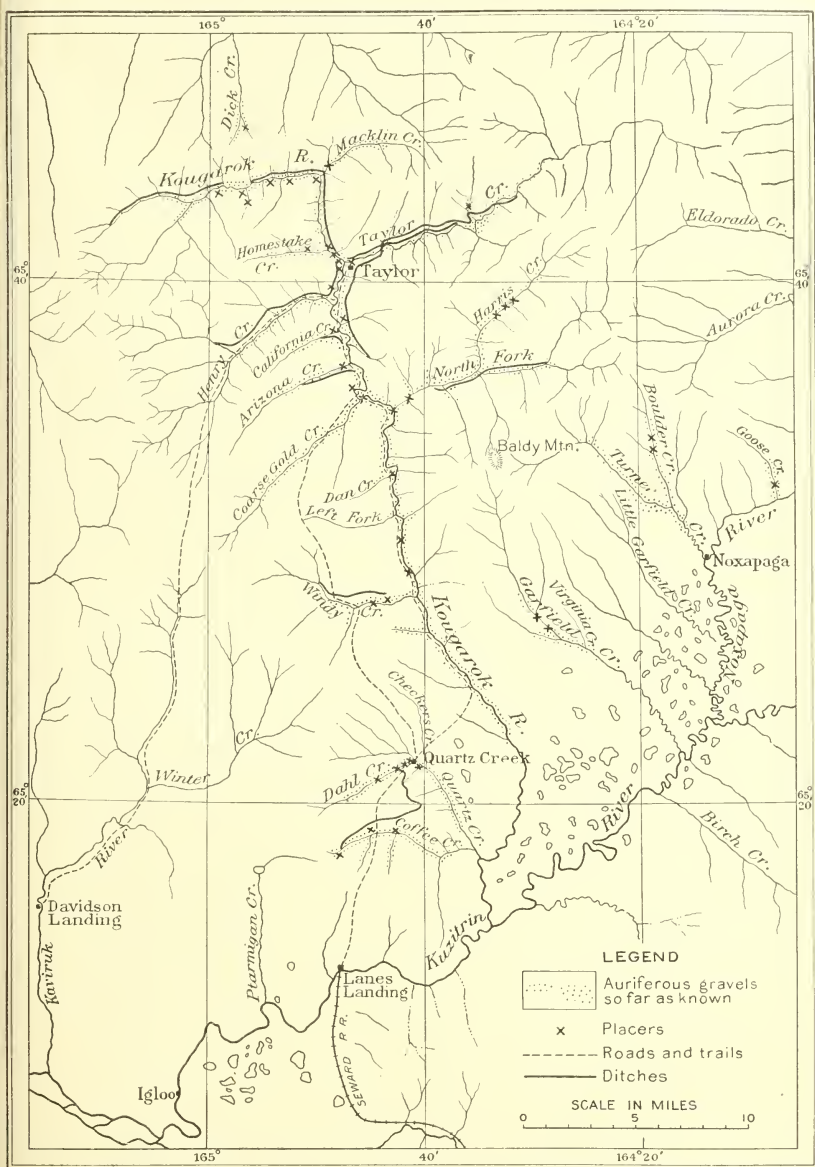 165°
40′
164°20′
Dick Cr.
Macklin Cr.
Kougarok R.
Taylor Cr.
Eldorado Cr.
Homestake
Cr.
Taylor
65°
40′
65°
40′
Harris Cr.
Aurora Cr.
Henry Cr.
California Cr.
Arizona Cr.
North Fork
Boulder Cr.
Goose Cr.
Baldy Mtn.
Coarse Gold Cr.
Dan Cr.
Turner Cr.
Left Fork
Little Garfield Cr.
River
Noxapaga
Noxapaga
Windy Cr.
Garfield Cr.
Virginia Cr.
Kougarok R.
Checkers Cr.
Winter Cr.
Quartz Creek
Dahl Cr.
65°
20′
65°
20′
Quartz Cr.
Coffee Cr.
River
River
Birch Cr.
Davidson
Landing
Ptarmigan Cr.
Kuzitrin
Kaviruk
Lanes
Landing
SEWARD R.R.
Igloo
LEGEND
Auriferous gravels
so far as known
Placers
Roads and trails
Ditches
SCALE IN MILES
0 5 10
165°
40′
164°20′